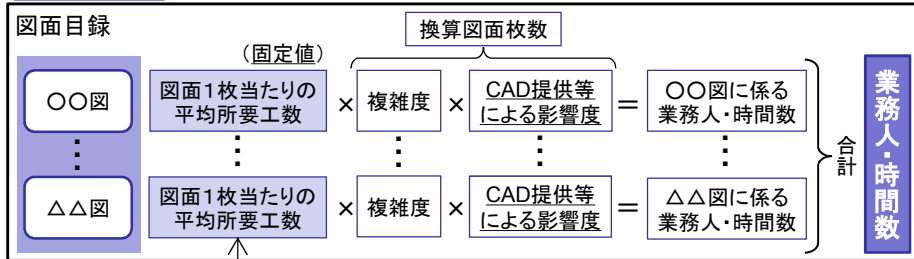 図面目録
換算図面枚数
（固定値）
〇〇図
図面１枚当たりの
平均所要工数
×
複雑度
×
CAD提供等
による影響度
＝
〇〇図に係る
業務人・時間数
合計
業務人・時間数
△△図
図面１枚当たりの
平均所要工数
×
複雑度
×
CAD提供等
による影響度
＝
△△図に係る
業務人・時間数